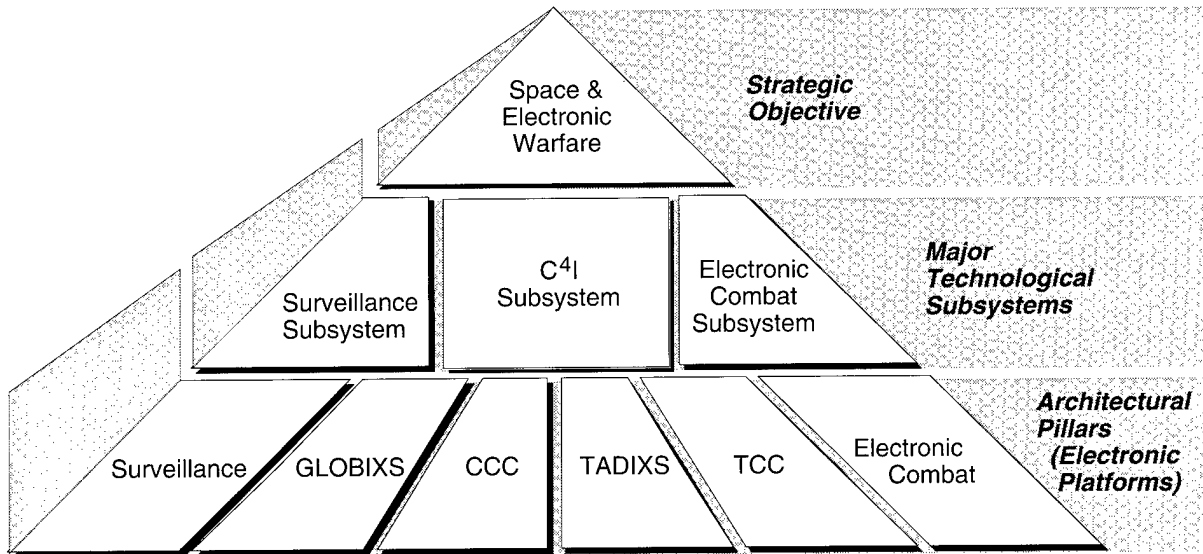 Space &
Electronic
Warfare
Strategic
Objective
Surveillance
Subsystem
C⁴I
Subsystem
Electronic
Combat
Subsystem
Major
Technological
Subsystems
Surveillance
GLOBIXS
CCC
TADIXS
TCC
Electronic
Combat
Architectural
Pillars
(Electronic
Platforms)